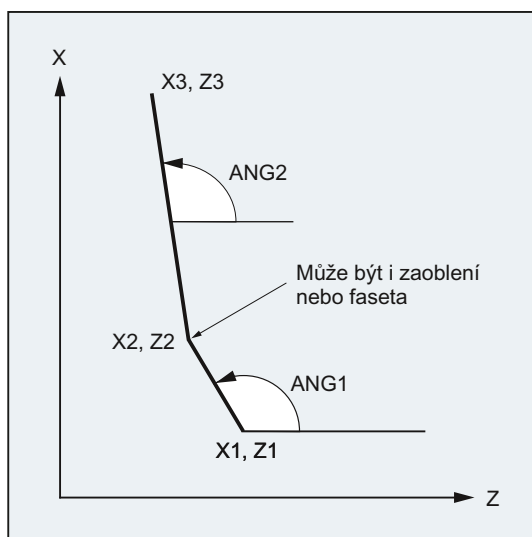 X
X3, Z3
ANG2
Může být i zaoblení
nebo faseta
X2, Z2
ANG1
X1, Z1
Z